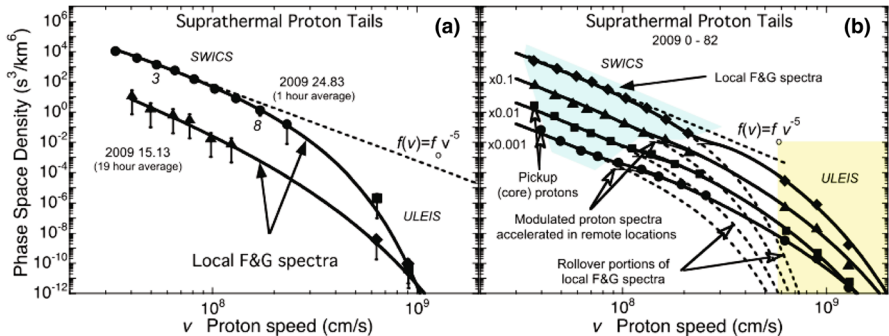 Suprathermal Proton Tails
(a)
Phase Space Density (s³/km⁶)
10⁶
10⁴
10²
10⁰
10⁻²
10⁻⁴
10⁻⁶
10⁻⁸
10⁻¹⁰
10⁻¹²
SWICS
3
2009 24.83
(1 hour average)
8
f(v)=fₒv⁻⁵
2009 15.13
(19 hour average)
ULEIS
Local F&G spectra
10⁸
10⁹
v Proton speed (cm/s)
Suprathermal Proton Tails
(b)
2009 0 - 82
SWICS
Local F&G spectra
x0.1
x0.01
x0.001
f(v)=fₒv⁻⁵
ULEIS
Pickup
(core) protons
Modulated proton spectra
accelerated in remote locations
Rollover portions of
local F&G spectra
10⁸
10⁹
v Proton speed (cm/s)